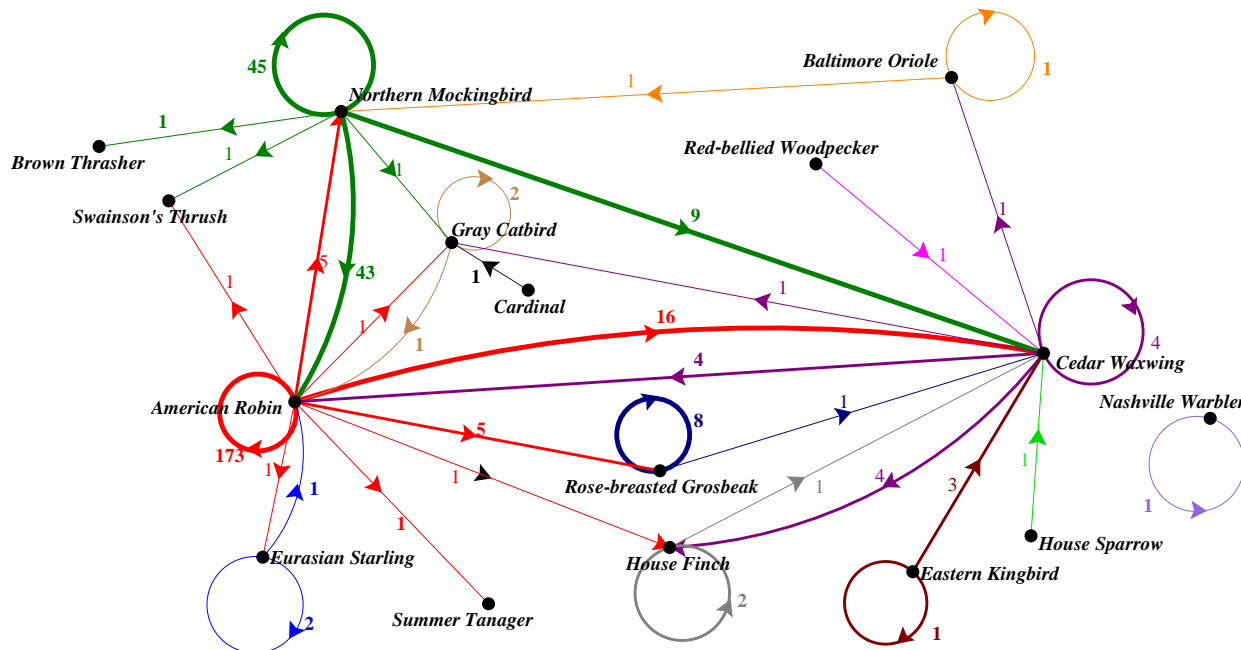 Baltimore Oriole
45
1
Northern Mockingbird
1
1
Brown Thrasher
1
Red-bellied Woodpecker
1
Swainson's Thrush
2
Gray Catbird
9
1
5
43
1
Cardinal
1
1
1
1
1
16
1
4
4
Cedar Waxwing
American Robin
Nashville Warbler
173
5
8
1
1
1
1
1
Rose-breasted Grosbeak
4
1
3
1
1
1
House Sparrow
Eurasian Starling
House Finch
Eastern Kingbird
2
Summer Tanager
2
1